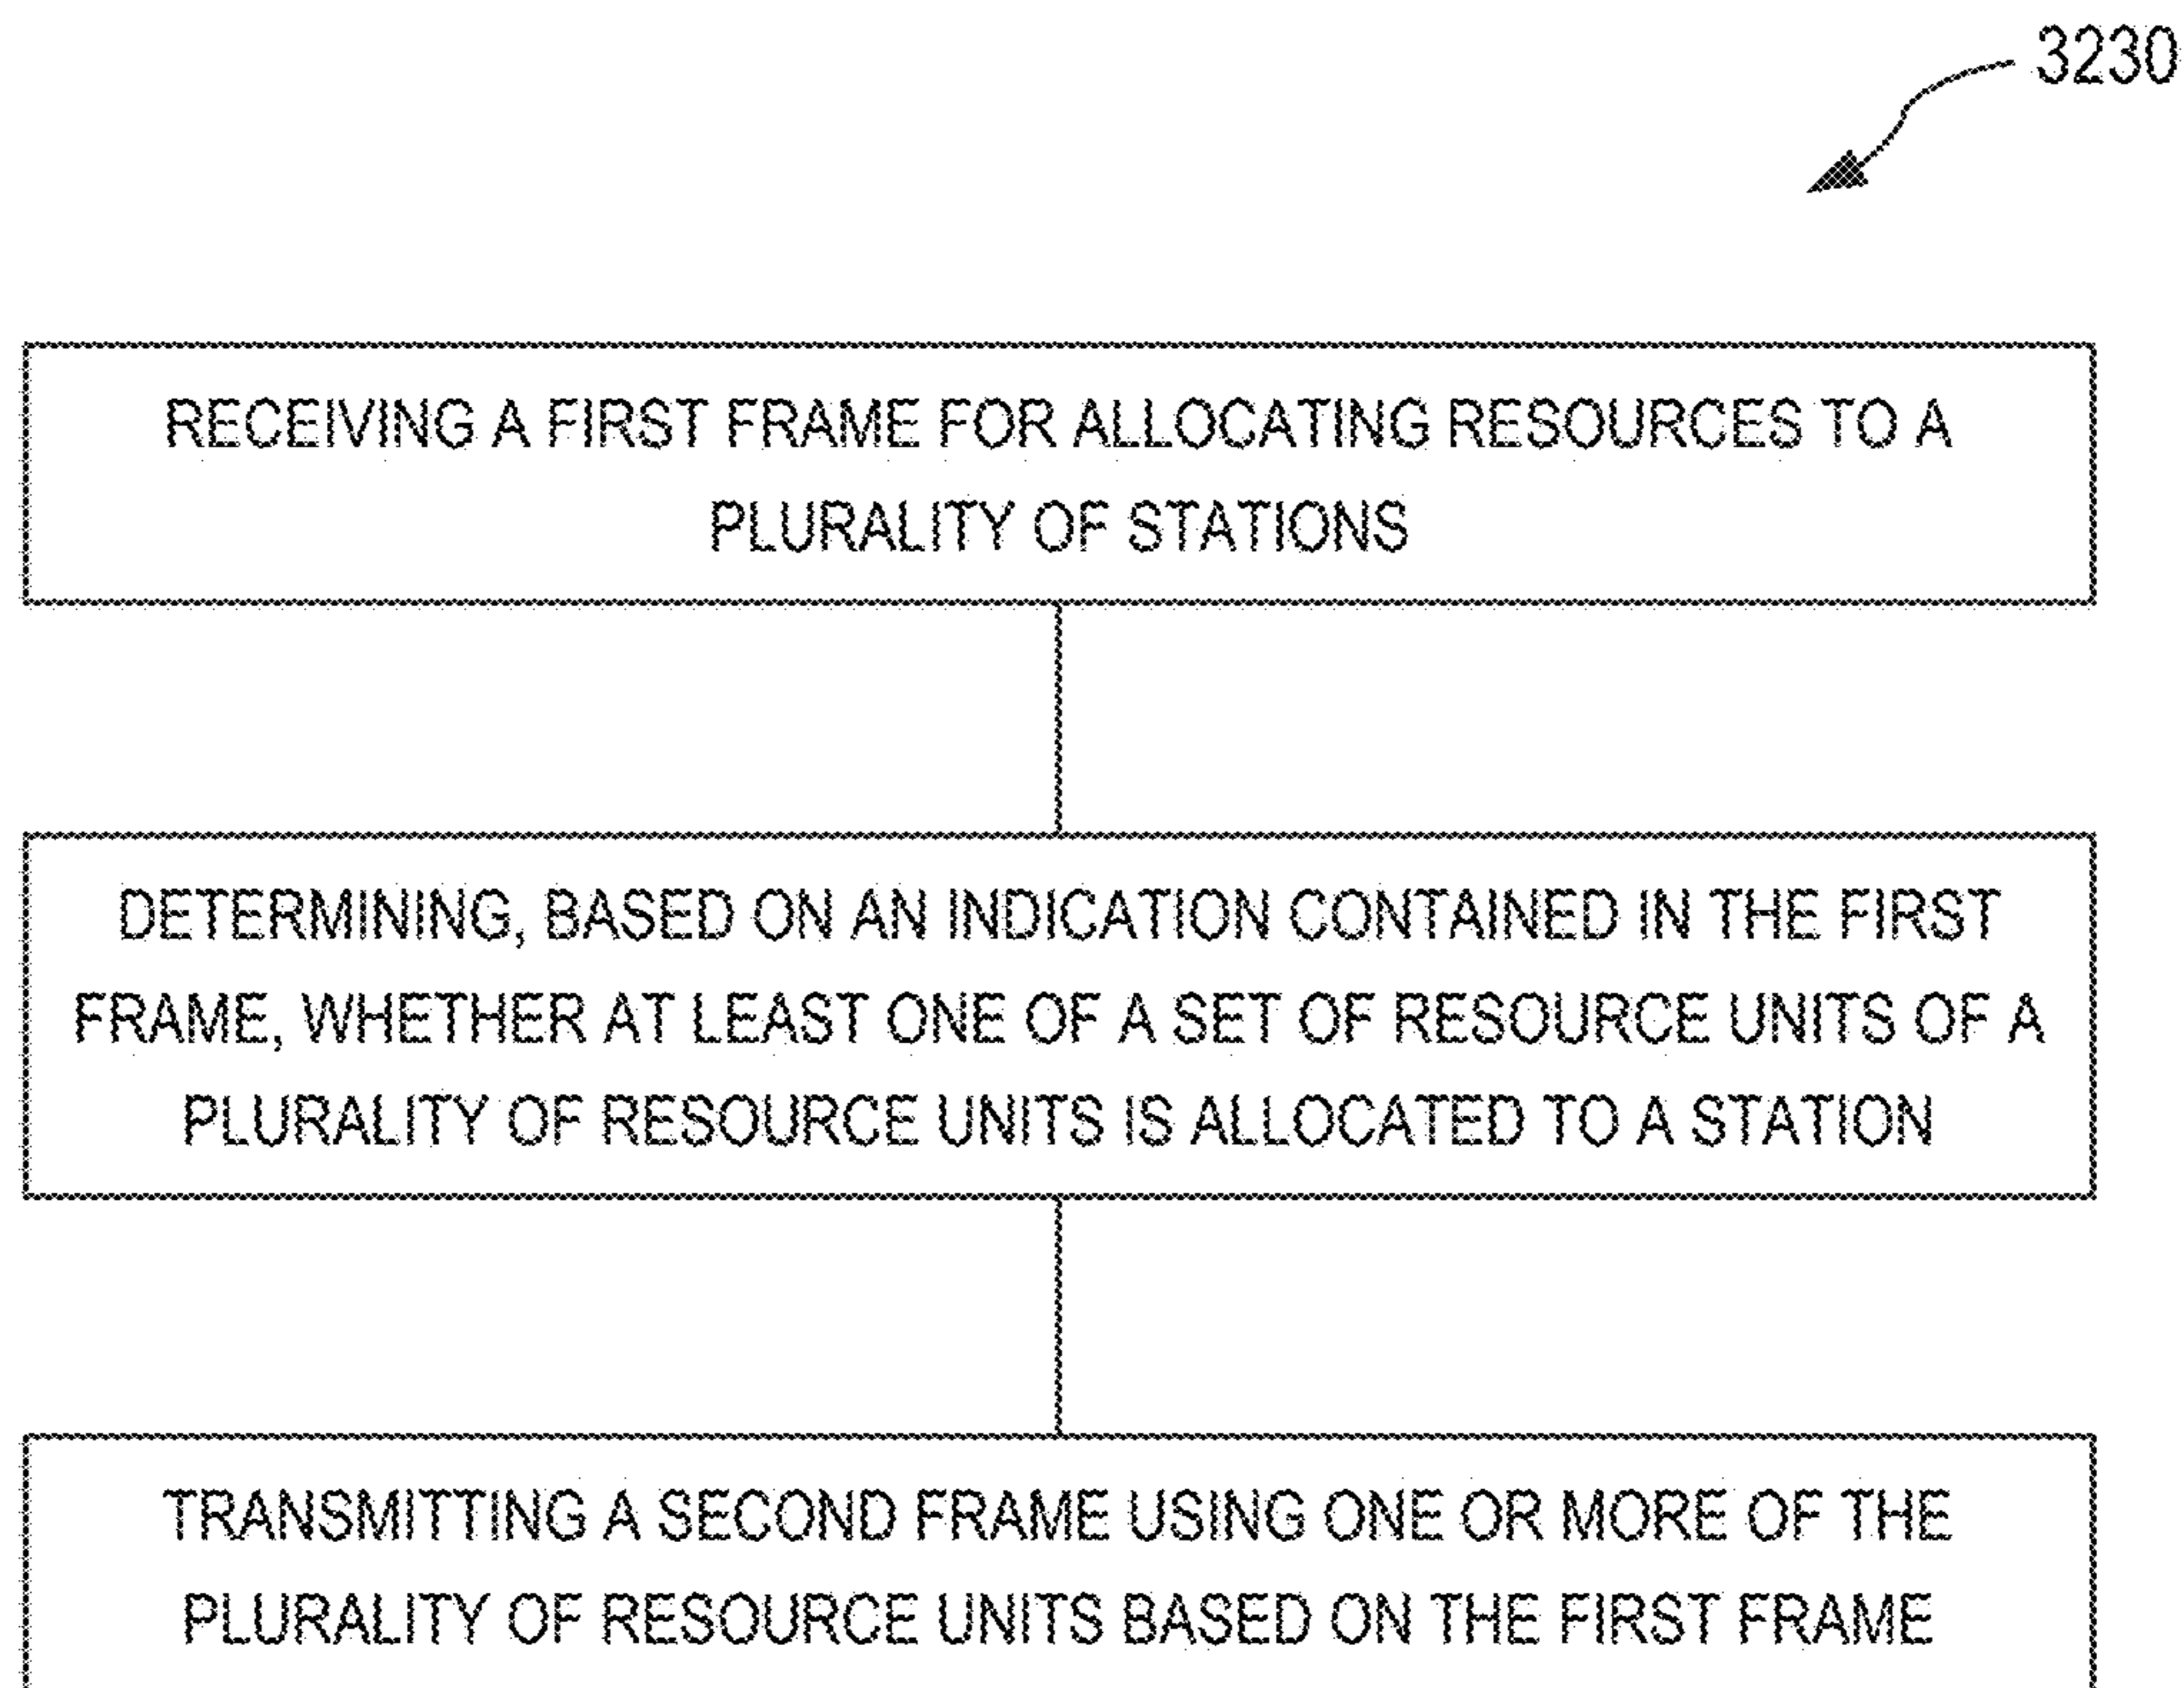 3230
RECEIVING A FIRST FRAME FOR ALLOCATING RESOURCES TO A
PLURALITY OF STATIONS
DETERMINING, BASED ON AN INDICATION CONTAINED IN THE FIRST
FRAME, WHETHER AT LEAST ONE OF A SET OF RESOURCE UNITS OF A
PLURALITY OF RESOURCE UNITS IS ALLOCATED TO A STATION
TRANSMITTING A SECOND FRAME USING ONE OR MORE OF THE
PLURALITY OF RESOURCE UNITS BASED ON THE FIRST FRAME